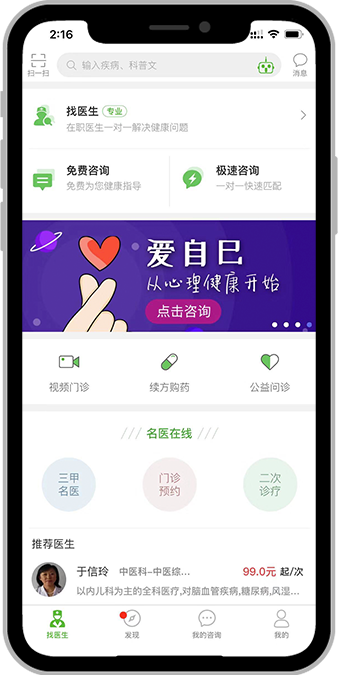 2:16
扫一扫
输入疾病、科普文
消息
找医生 专业
在职医生一对一解决健康问题
免费咨询
免费为您健康指导
极速咨询
一对一快速匹配
爱自己
从心理健康开始
点击咨询
视频门诊
续方购药
公益问诊
/// 名医在线 ///
三甲
名医
门诊
预约
二次
诊疗
推荐医生
于信玲 中医科-中医综... 99.0元 起/次
以内儿科为主的全科医疗,对脑血管疾病,糖尿病,风湿...
找医生
发现
我的咨询
我的